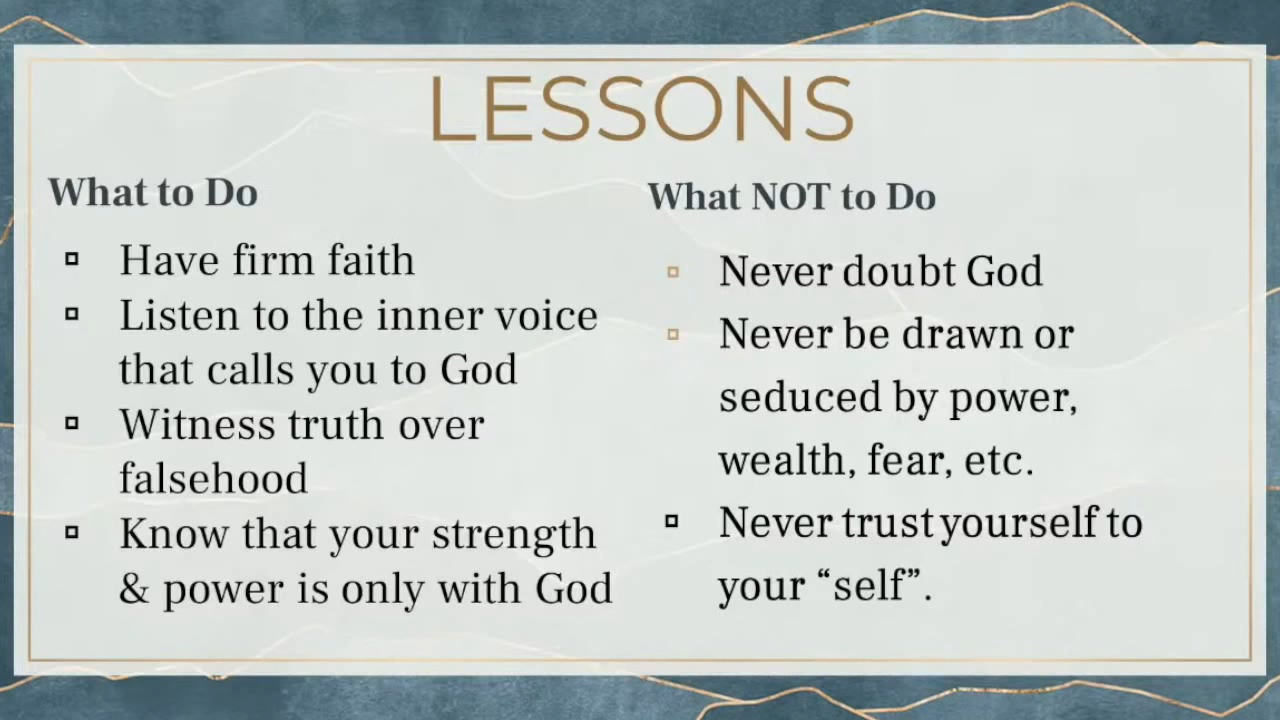 LESSONS
What to Do
Have firm faith
Listen to the inner voice
that calls you to God
Witness truth over
falsehood
Know that your strength
& power is only with God
What NOT to Do
Never doubt God
Never be drawn or
seduced by power,
wealth, fear, etc.
Never trust yourself to
your “self”.